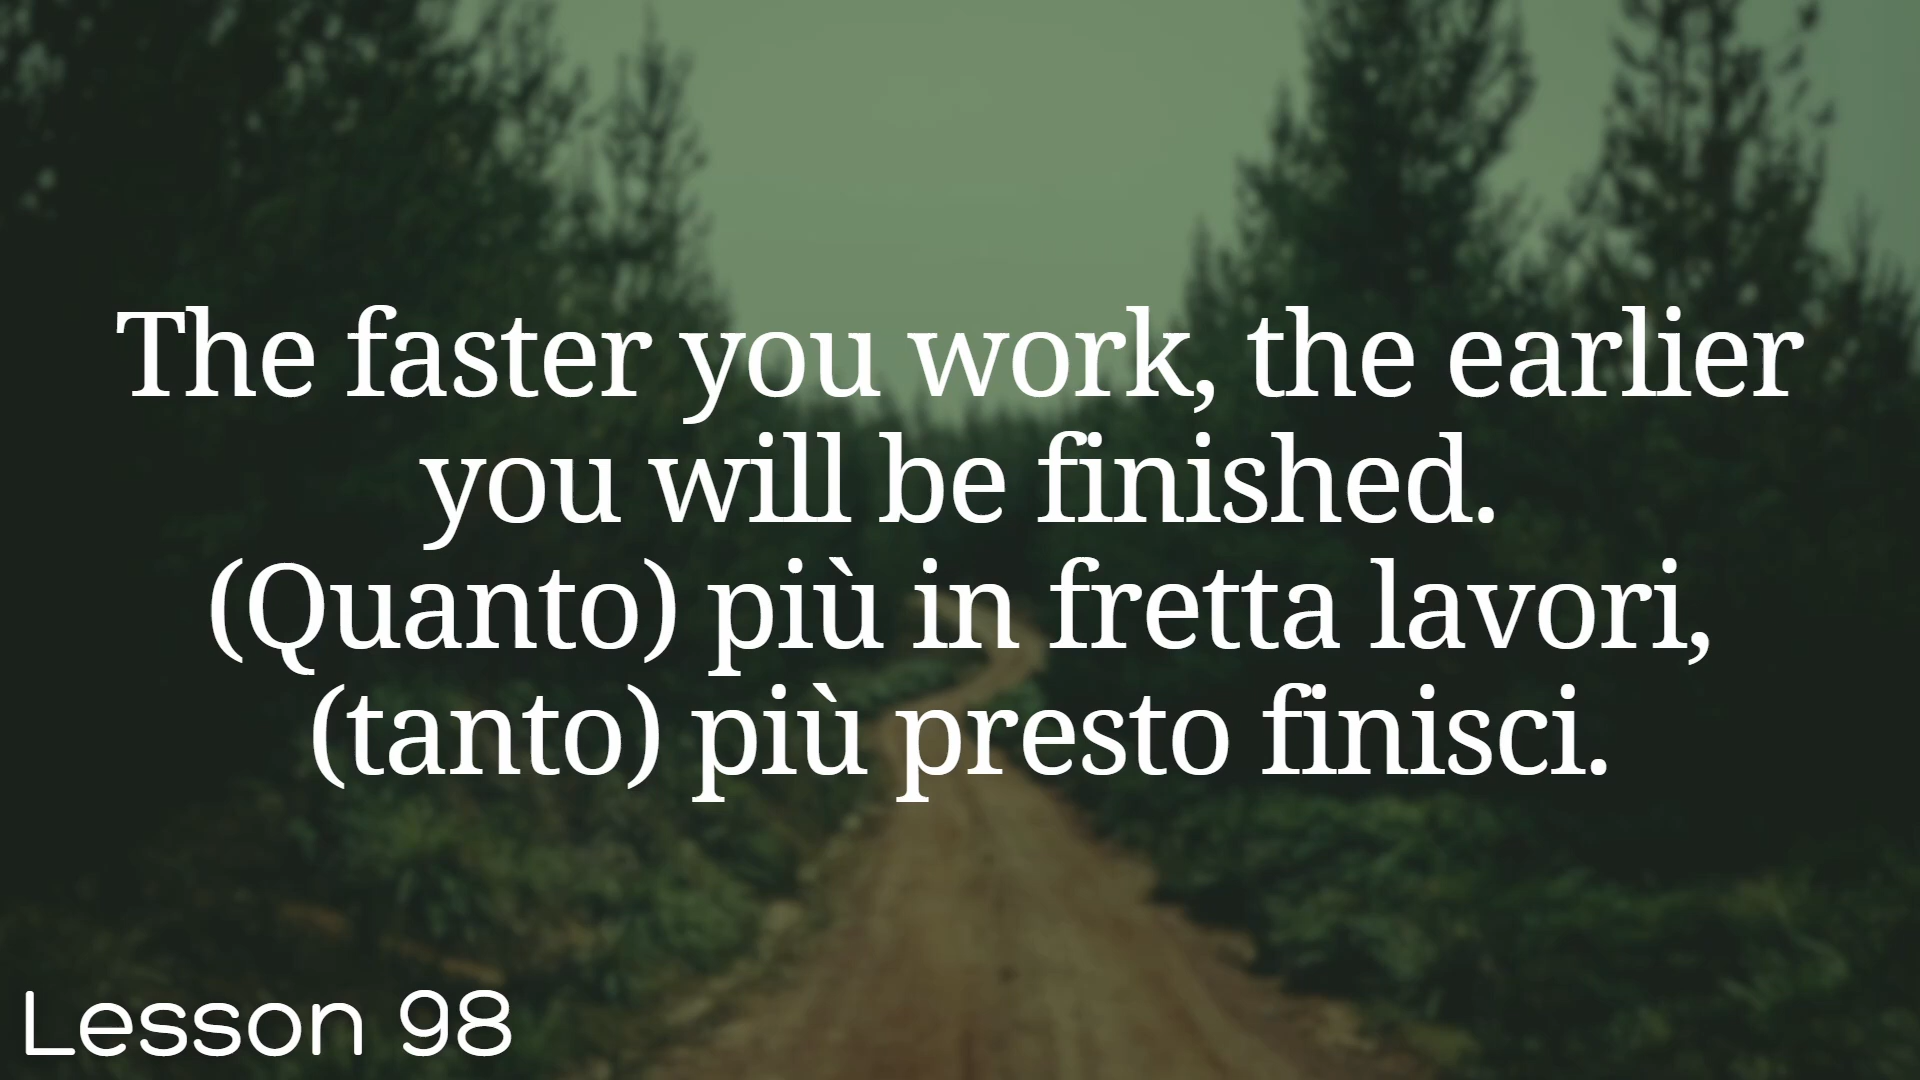 The faster you work, the earlier
you will be finished.
(Quanto) più in fretta lavori,
(tanto) più presto finisci.
Lesson 98